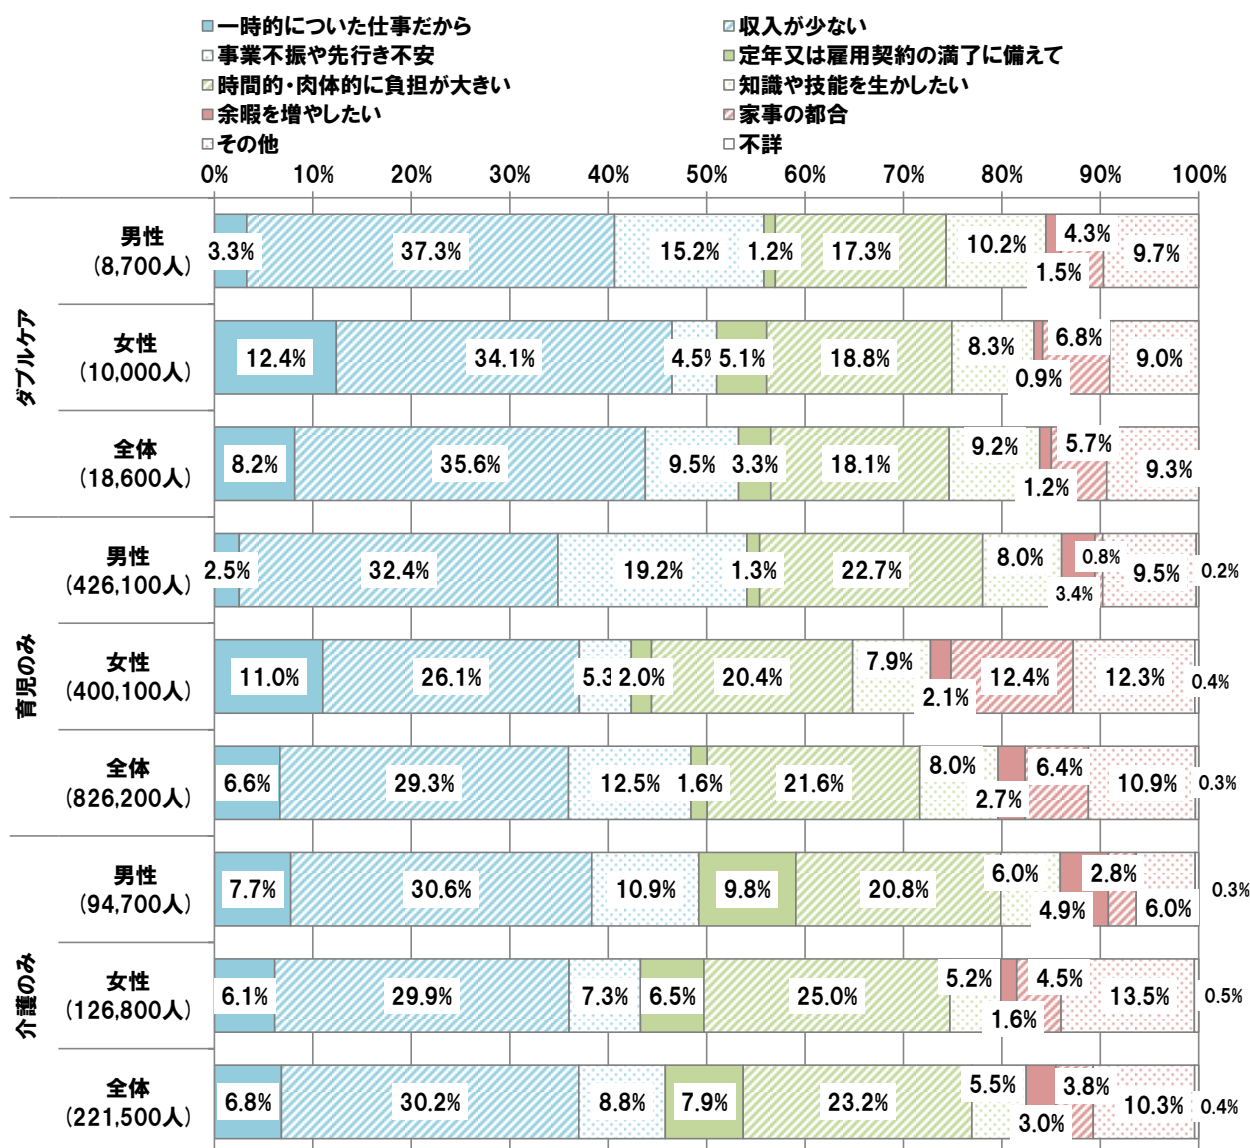 一時的についた仕事だから
収入が少ない
事業不振や先行き不安
定年又は雇用契約の満了に備えて
時間的・肉体的に負担が大きい
知識や技能を生かしたい
余暇を増やしたい
家事の都合
その他
不詳
0% 10% 20% 30% 40% 50% 60% 70% 80% 90% 100%
ダブルケア
男性
(8,700人)
3.3% 37.3% 15.2% 1.2% 17.3% 10.2% 1.5% 4.3% 9.7%
女性
(10,000人)
12.4% 34.1% 4.5% 5.1% 18.8% 8.3% 0.9% 6.8% 9.0%
全体
(18,600人)
8.2% 35.6% 9.5% 3.3% 18.1% 9.2% 1.2% 5.7% 9.3%
育児のみ
男性
(426,100人)
2.5% 32.4% 19.2% 1.3% 22.7% 8.0% 3.4% 0.8% 9.5% 0.2%
女性
(400,100人)
11.0% 26.1% 5.3 2.0% 20.4% 7.9% 2.1% 12.4% 12.3% 0.4%
全体
(826,200人)
6.6% 29.3% 12.5% 1.6% 21.6% 8.0% 2.7% 6.4% 10.9% 0.3%
介護のみ
男性
(94,700人)
7.7% 30.6% 10.9% 9.8% 20.8% 6.0% 4.9% 2.8% 6.0% 0.3%
女性
(126,800人)
6.1% 29.9% 7.3% 6.5% 25.0% 5.2% 1.6% 4.5% 13.5% 0.5%
全体
(221,500人)
6.8% 30.2% 8.8% 7.9% 23.2% 5.5% 3.0% 3.8% 10.3% 0.4%